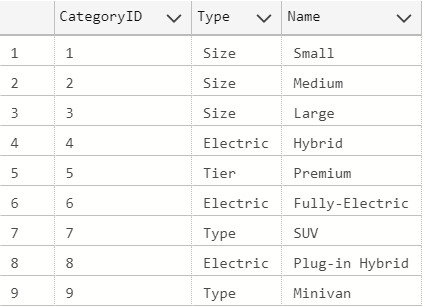 CategoryID Type Name
1 1 Size Small
2 2 Size Medium
3 3 Size Large
4 4 Electric Hybrid
5 5 Tier Premium
6 6 Electric Fully-Electric
7 7 Type SUV
8 8 Electric Plug-in Hybrid
9 9 Type Minivan